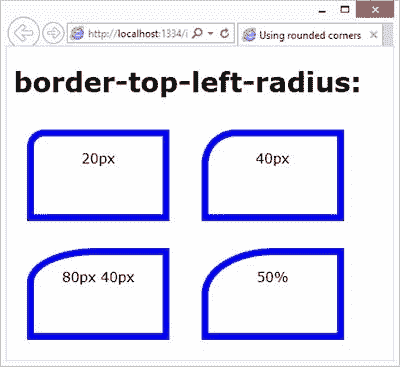 http://localhost:1334/i
Using rounded corners
border-top-left-radius:
20px
40px
80px 40px
50%